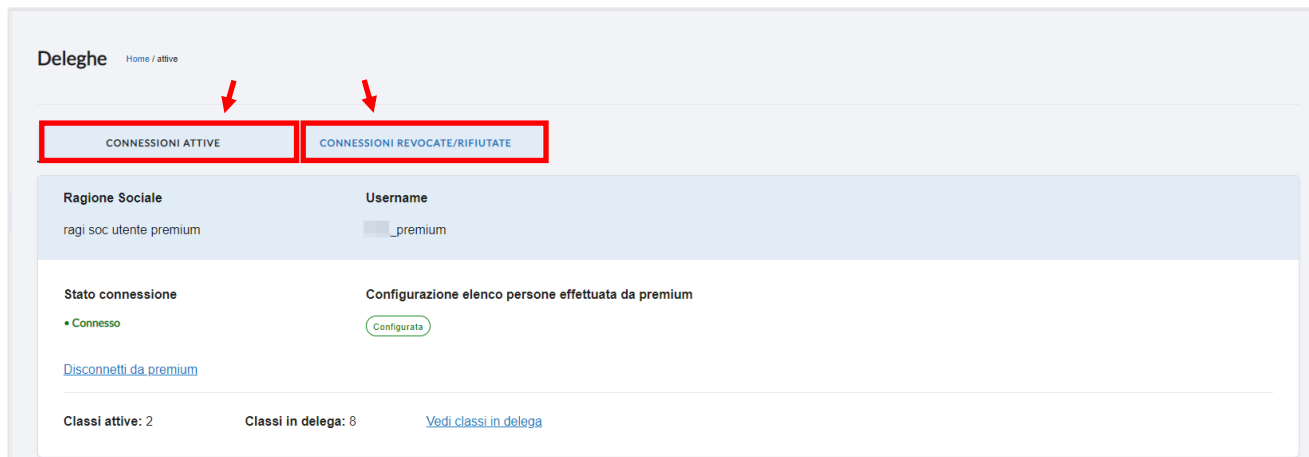 Deleghe Home / attive
CONNESSIONI ATTIVE CONNESSIONI REVOCATE/RIFIUTATE
Ragione Sociale Username
ragi soc utente premium _premium
Stato connessione Configurazione elenco persone effettuata da premium
• Connesso Configurata
Disconnetti da premium
Classi attive: 2 Classi in delega: 8 Vedi classi in delega